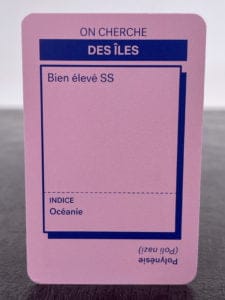 ON CHERCHE
DES ÎLES
Bien élevé SS
INDICE
Océanie
Polynésie
(Poli nazi)